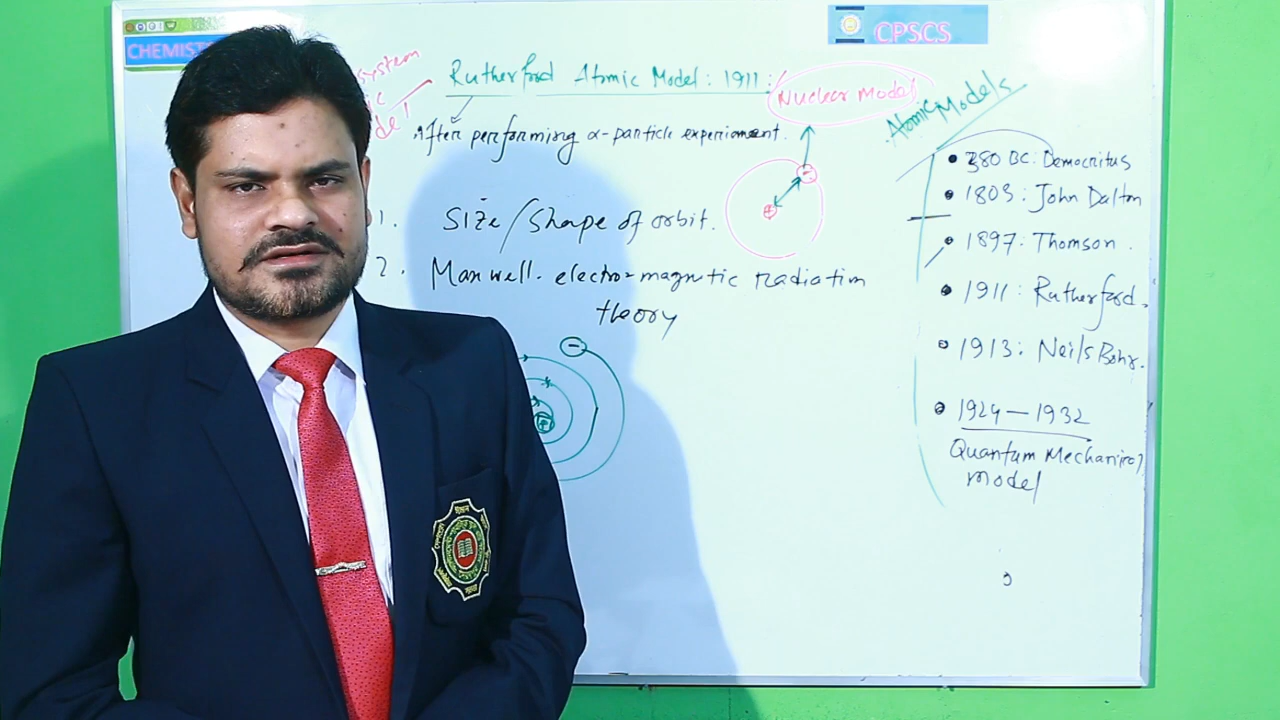 CHEMIST
CPSCS
system
Rutherford Atomic Model: 1911:
Nuclear Model
After performing α-particle experiment.
1. Size/Shape of orbit.
2. Maxwell. electro-magnetic radiation
theory
+
-
-
Atomic Models
380 BC: Democritus
1803: John Dalton
1897: Thomson.
1911: Rutherford.
1913: Neils Bohr.
1924-1932
Quantum Mechanical
model